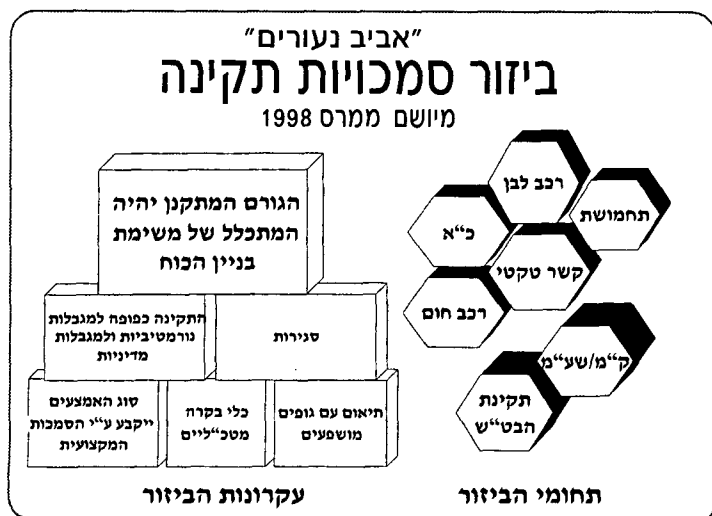 "אביב נעורים"
ביזור סמכויות תקינה
מיושם ממרס 1998
רכב לבן
תחמושת
כ"א
קשר טקטי
רכב חום
ק"מ/שע"מ
תקינת
הבט"ש
תחומי הביזור
הגורם המתקנן יהיה
המתכלל של משימת
בניין הכוח
סגירות
התקינה כפופה למגבלות
נורמטיביות ולמגבלות
מדיניות
תיאום עם גופים
מושפעים
כלי בקרה
מטכ"ליים
סוג האמצעים
ייקבע ע"י הסמכות
המקצועית
עקרונות הביזור